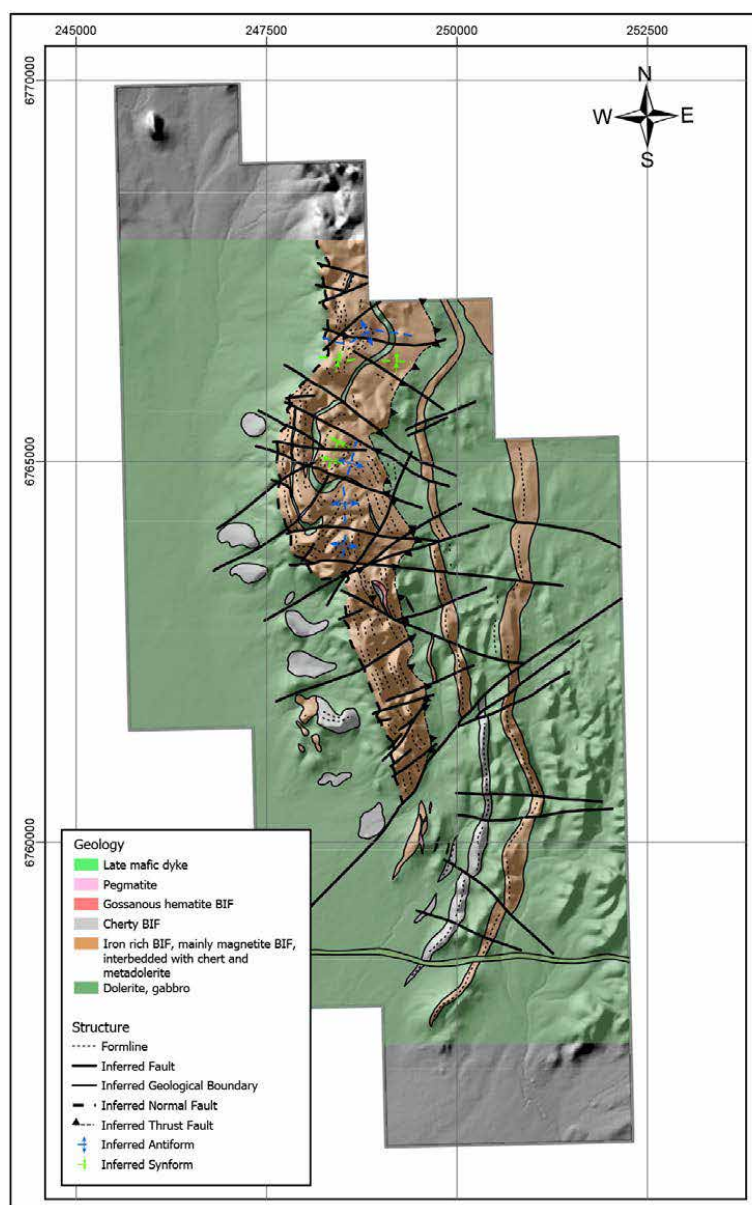 245000 247500 250000 252500
6770000
N
W E
S
6765000
6760000
Geology
Late mafic dyke
Pegmatite
Gossanous hematite BIF
Cherty BIF
Iron rich BIF, mainly magnetite BIF,
interbedded with chert and
metadolerite
Dolerite, gabbro
Structure
Formline
Inferred Fault
Inferred Geological Boundary
Inferred Normal Fault
Inferred Thrust Fault
Inferred Antiform
Inferred Synform